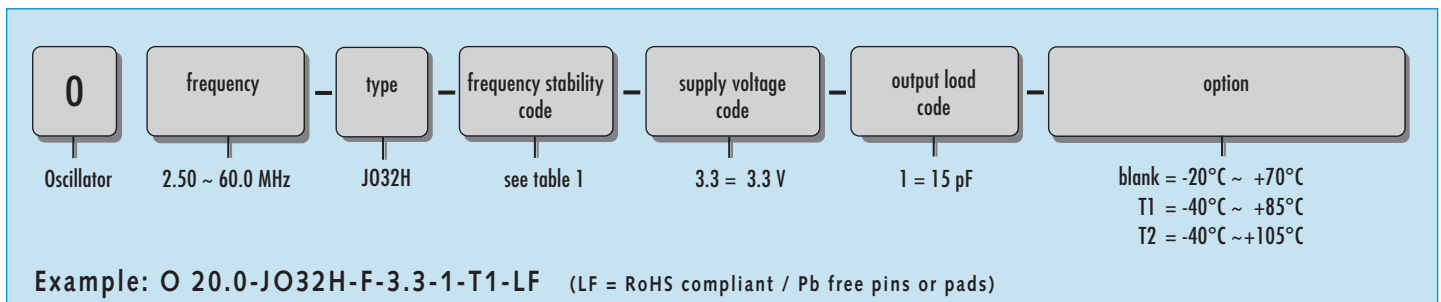 O
frequency
–
type
–
frequency stability
code
–
supply voltage
code
–
output load
code
–
option
Oscillator
2.50 ~ 60.0 MHz
JO32H
see table 1
3.3 = 3.3 V
1 = 15 pF
blank = -20°C ~ +70°C
T1 = -40°C ~ +85°C
T2 = -40°C ~+105°C
Example: O 20.0-JO32H-F-3.3-1-T1-LF (LF = RoHS compliant / Pb free pins or pads)